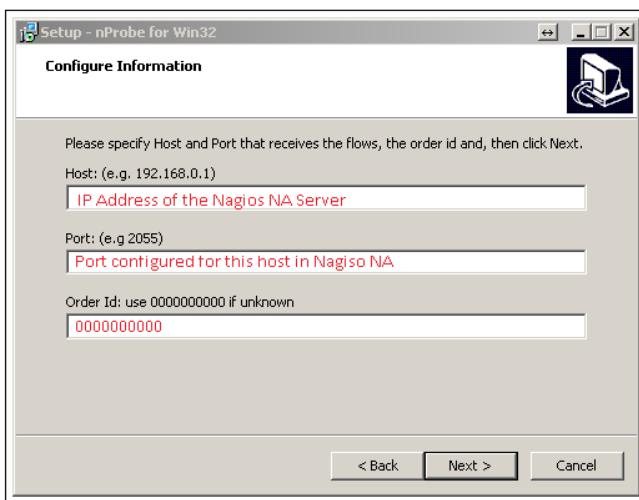 Setup - nProbe for Win32
Configure Information
Please specify Host and Port that receives the flows, the order id and, then click Next.
Host: (e.g. 192.168.0.1)
IP Address of the Nagios NA Server
Port: (e.g 2055)
Port configured for this host in Nagiso NA
Order Id: use 0000000000 if unknown
0000000000
< Back Next > Cancel